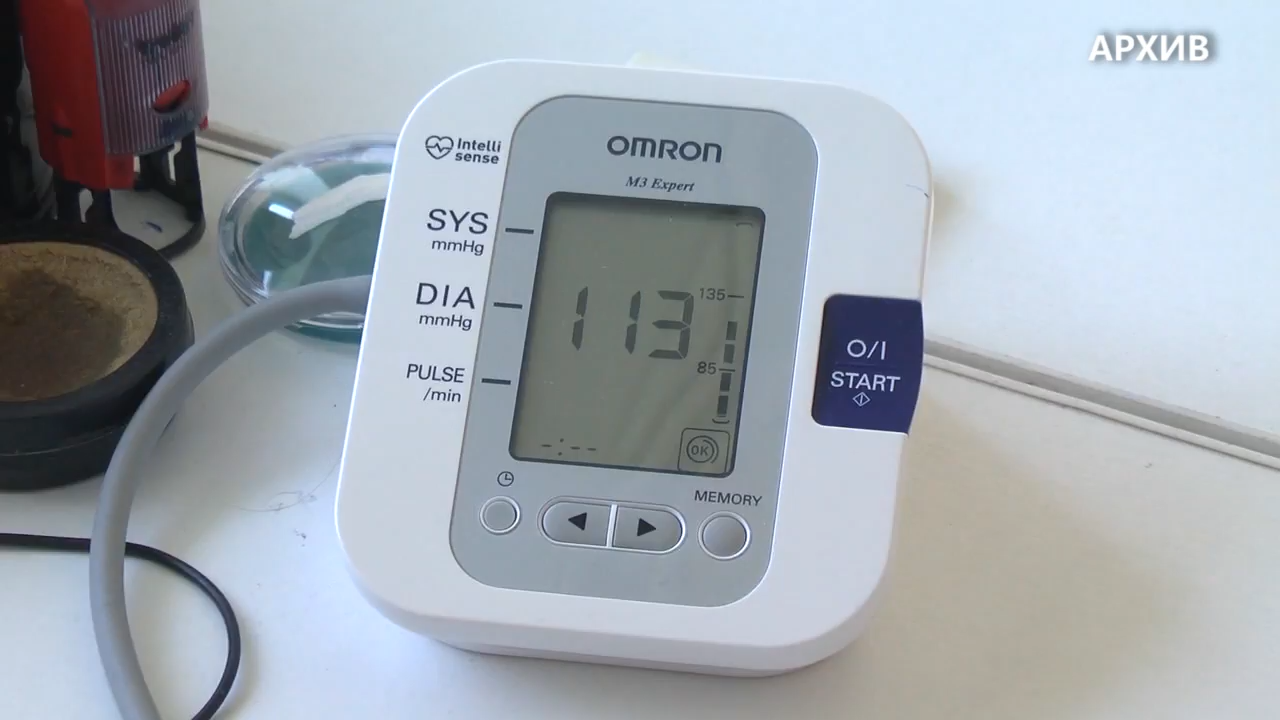 АРХИВ
Intelli
sense
OMRON
M3 Expert
SYS
mmHg
DIA
mmHg
PULSE
/min
113
135
85
-:--
OK
O/I
START
MEMORY